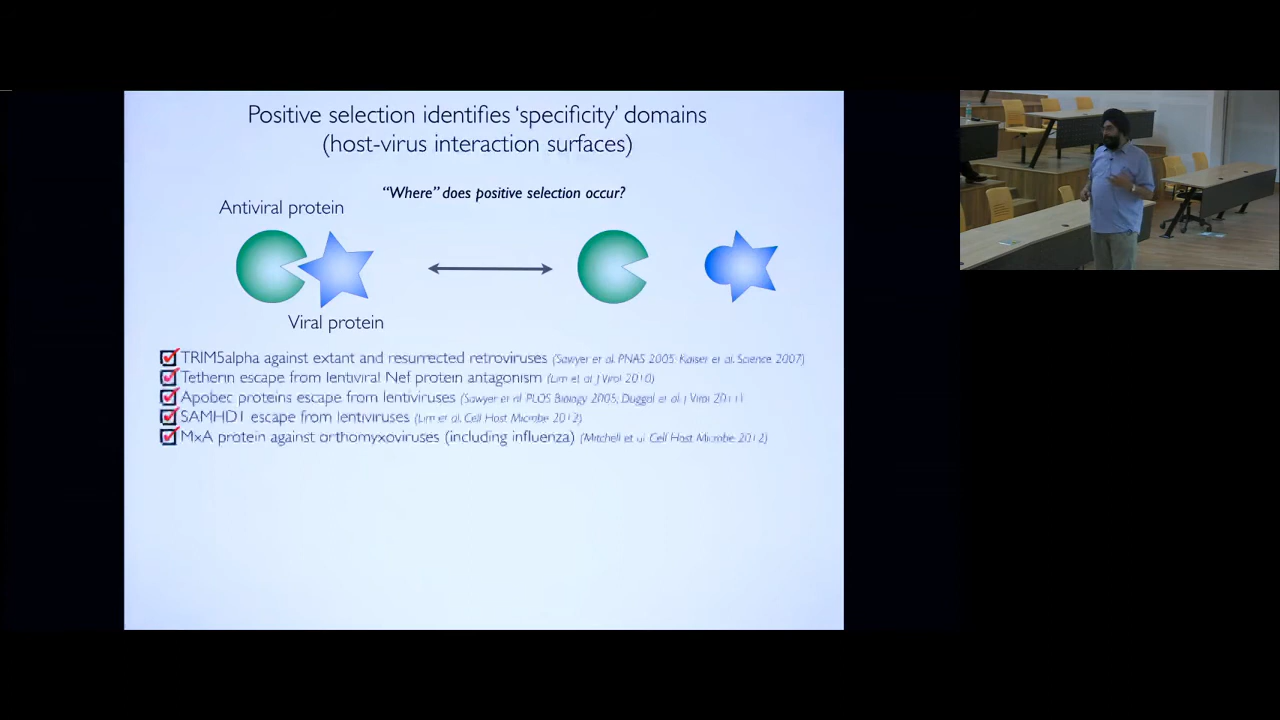 Positive selection identifies ‘specificity’ domains
(host-virus interaction surfaces)
“Where” does positive selection occur?
Antiviral protein
Viral protein
TRIM5alpha against extant and resurrected retroviruses (Sawyer et al. PNAS 2005; Kaiser et al. Science 2007)
Tetherin escape from lentiviral Nef protein antagonism (Lim et al. J Virol 2010)
Apobec proteins escape from lentiviruses (Sawyer et al PLOS Biology 2005; Duggal et al. J Virol 2011)
SAMHD1 escape from lentiviruses (Lim et al. Cell Host Microbe 2012)
MxA protein against orthomyxoviruses (including influenza) (Mitchell et al Cell Host Microbe 2012)